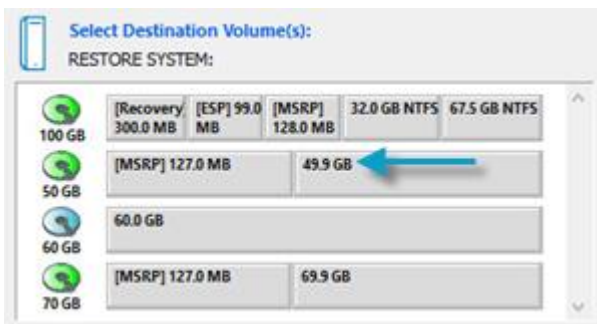 Select Destination Volume(s):
RESTORE SYSTEM:
[Recovery] [ESP] 99.0 [MSRP] 32.0 GB NTFS 67.5 GB NTFS
300.0 MB MB 128.0 MB
100 GB
[MSRP] 127.0 MB 49.9 GB
50 GB
60.0 GB
60 GB
[MSRP] 127.0 MB 69.9 GB
70 GB